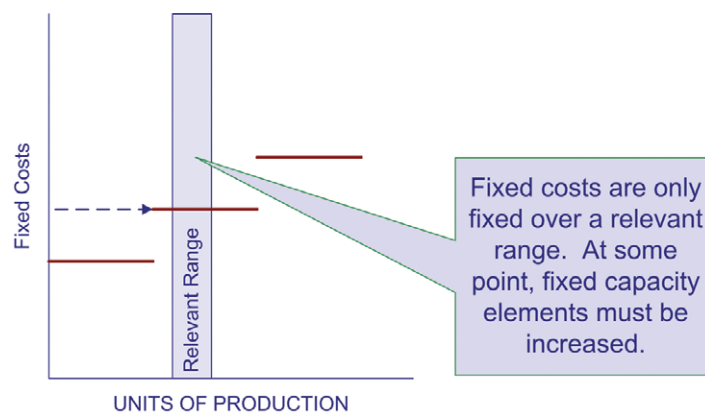 Fixed Costs
Relevant Range
Fixed costs are only
fixed over a relevant
range. At some
point, fixed capacity
elements must be
increased.
UNITS OF PRODUCTION